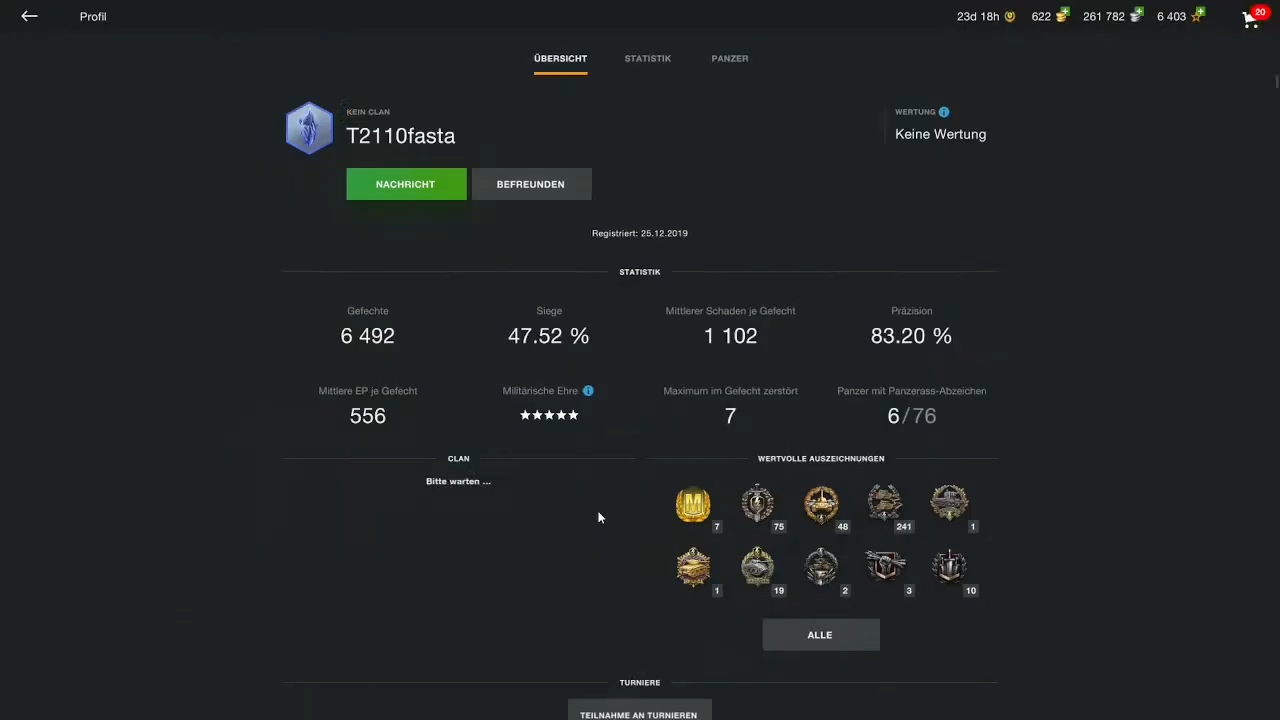 Profil
23d 18h
622
261 782
6 403
20
ÜBERSICHT
STATISTIK
PANZER
KEIN CLAN
T2110fasta
WERTUNG
Keine Wertung
NACHRICHT
BEFREUNDEN
Registriert: 25.12.2019
STATISTIK
Gefechte
Siege
Mittlerer Schaden je Gefecht
Präzision
6 492
47.52 %
1 102
83.20 %
Mittlere EP je Gefecht
Militärische Ehre
Maximum im Gefecht zerstört
Panzer mit Panzerass-Abzeichen
556
7
6/76
CLAN
WERTVOLLE AUSZEICHNUNGEN
Bitte warten ...
M
7
75
48
241
1
1
19
2
3
10
ALLE
TURNIERE
TEILNAHME AN TURNIEREN